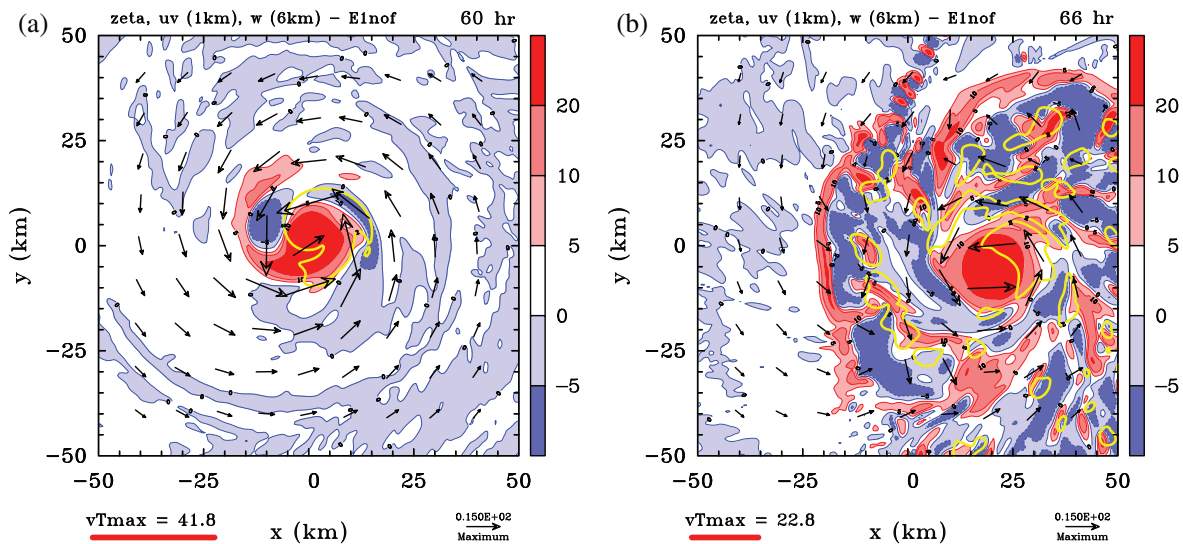 (a) zeta, uv (1km), w (6km) – E1nof 60 hr
50
25
0
−25
−50
y (km)
−50 −25 0 25 50
x (km)
20
10
5
0
−5
vTmax = 41.8
0.150E+02
Maximum
(b) zeta, uv (1km), w (6km) – E1nof 66 hr
50
25
0
−25
−50
y (km)
−50 −25 0 25 50
x (km)
20
10
5
0
−5
vTmax = 22.8
0.150E+02
Maximum